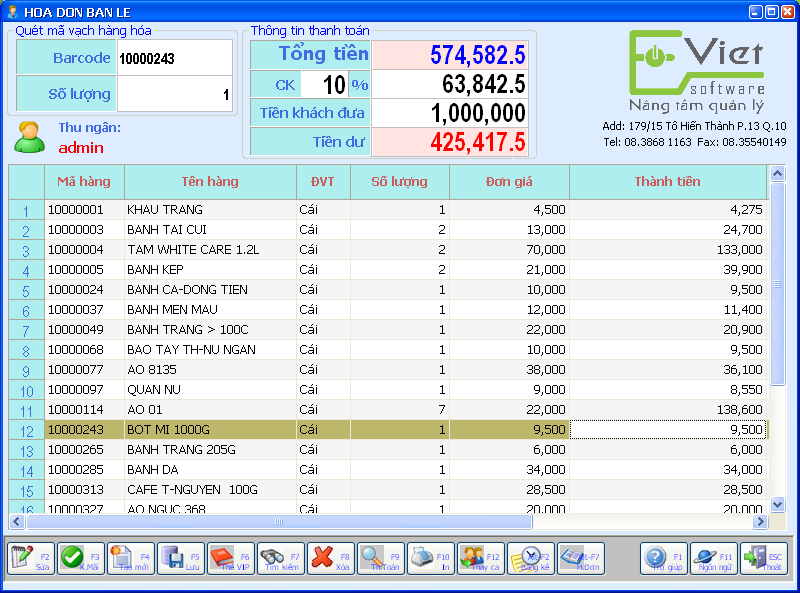 HOA DON BAN LE
Quét mã vạch hàng hóa
Barcode 10000243
Số lượng 1
Thu ngân:
admin
Thông tin thanh toán
Tổng tiền 574,582.5
CK 10 % 63,842.5
Tiền khách đưa 1,000,000
Tiền dư 425,417.5
Viet
software
Nâng tầm quản lý
Add: 179/15 Tô Hiến Thành P.13 Q.10
Tel: 08.3868 1163 Fax: 08.35540149
Mã hàng Tên hàng ĐVT Số lượng Đơn giá Thành tiền
1 10000001 KHAU TRANG Cái 1 4,500 4,275
2 10000003 BANH TAI CUI Cái 2 13,000 24,700
3 10000004 TAM WHITE CARE 1.2L Cái 2 70,000 133,000
4 10000005 BANH KEP Cái 2 21,000 39,900
5 10000024 BANH CA-DONG TIEN Cái 1 10,000 9,500
6 10000037 BANH MEN MAU Cái 1 12,000 11,400
7 10000049 BANH TRANG > 100C Cái 1 22,000 20,900
8 10000068 BAO TAY TH-NU NGAN Cái 1 10,000 9,500
9 10000077 AO 8135 Cái 1 38,000 36,100
10 10000097 QUAN NU Cái 1 9,000 8,550
11 10000114 AO 01 Cái 7 22,000 138,600
12 10000243 BOT MI 1000G Cái 1 9,500 9,500
13 10000265 BANH TRANG 205G Cái 1 6,000 6,000
14 10000285 BANH DA Cái 1 34,000 34,000
15 10000313 CAFE T-NGUYEN 100G Cái 1 28,500 28,500
16 10000327 AO NGUC 368 Cái 1 20,000 20,000
F2 F3 F4 F5 F6 F7 F8 F9 F10 F12 Alt-F2 Alt-F7 F1 F11 ESC
Sửa K.Mãi Tạo mới Lưu Thẻ VIP Tìm kiếm Xóa Th.Toán In Thay ca Bảng kê H.Đơn Trợ giúp Ngôn ngữ Thoát